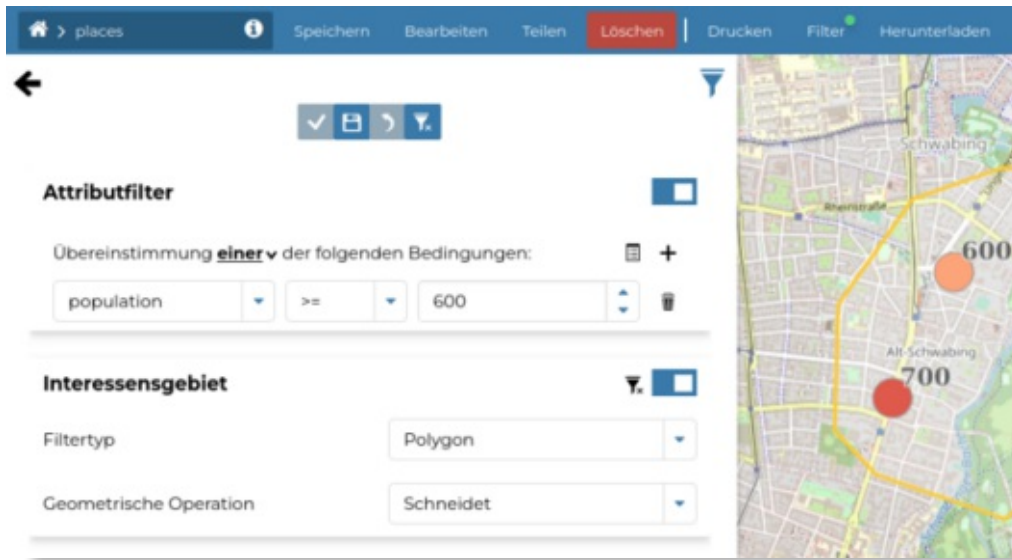 places Speichern Bearbeiten Teilen Löschen Drucken Filter Herunterladen
Attributfilter
Übereinstimmung einer der folgenden Bedingungen:
population >= 600
Interessensgebiet
Filtertyp Polygon
Geometrische Operation Schneidet
Schwabing
Rheinstraße
600
Alt-Schwabing
700